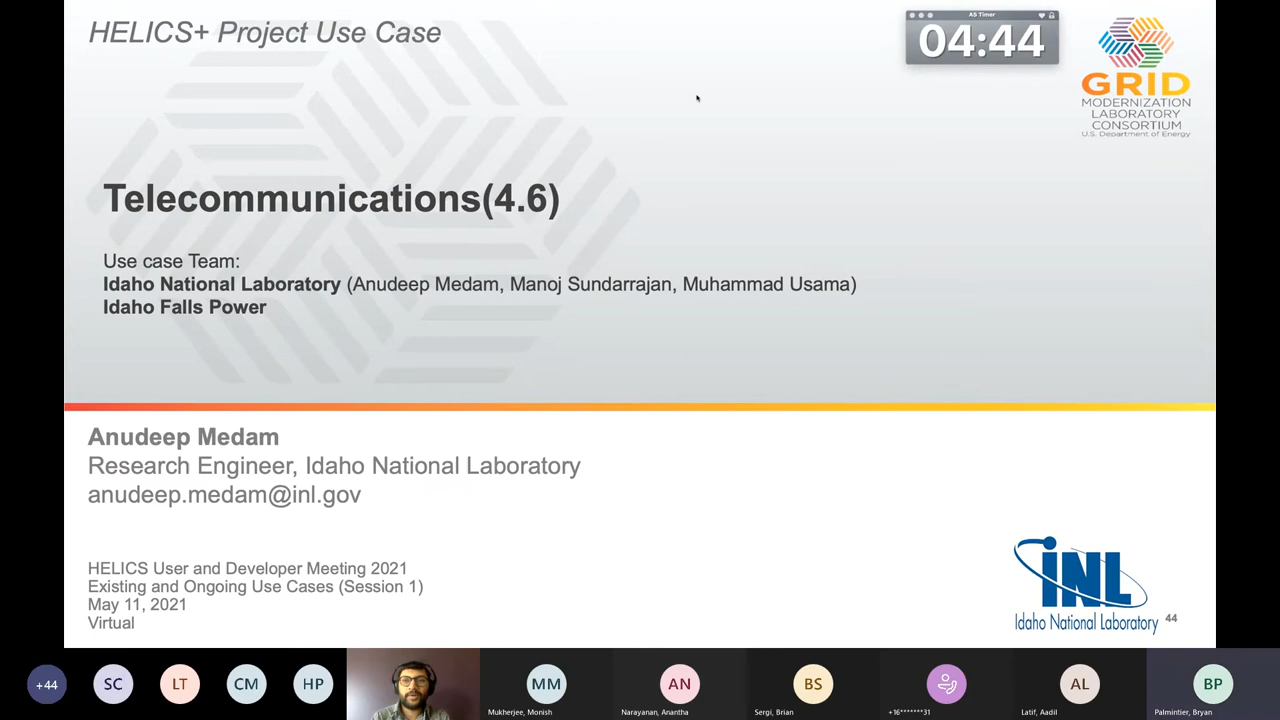 HELICS+ Project Use Case
AS Timer
04:44
GRID
MODERNIZATION
LABORATORY
CONSORTIUM
U.S. Department of Energy
Telecommunications(4.6)
Use case Team:
Idaho National Laboratory (Anudeep Medam, Manoj Sundarrajan, Muhammad Usama)
Idaho Falls Power
Anudeep Medam
Research Engineer, Idaho National Laboratory
anudeep.medam@inl.gov
HELICS User and Developer Meeting 2021
Existing and Ongoing Use Cases (Session 1)
May 11, 2021
Virtual
INL
Idaho National Laboratory
44
+44
SC
LT
CM
HP
MM
Mukherjee, Monish
AN
Narayanan, Anantha
BS
Sergi, Brian
+16*******31
AL
Latif, Aadil
BP
Palmintier, Bryan